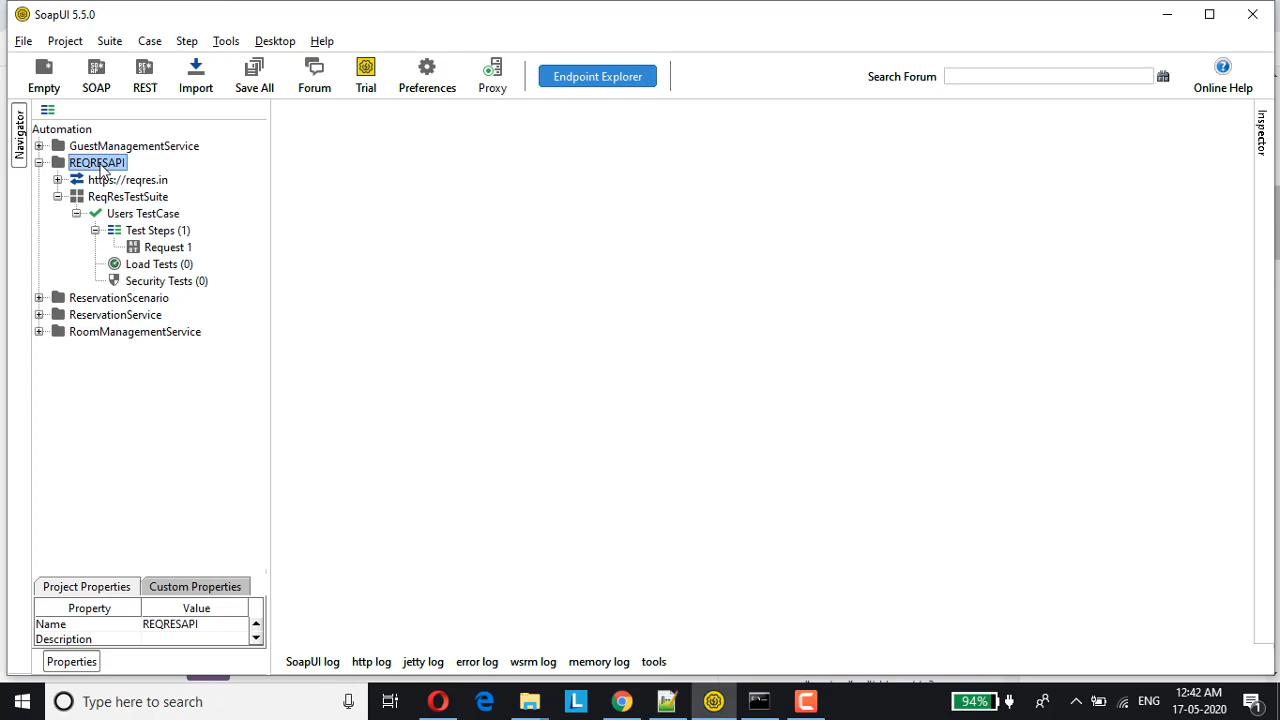 SoapUI 5.5.0
File Project Suite Case Step Tools Desktop Help
Empty SOAP REST Import Save All Forum Trial Preferences Proxy Endpoint Explorer Search Forum Online Help
Navigator
Inspector
Automation
GuestManagementService
REQRESAPI
https://reqres.in
ReqResTestSuite
Users TestCase
Test Steps (1)
Request 1
Load Tests (0)
Security Tests (0)
ReservationScenario
ReservationService
RoomManagementService
Project Properties Custom Properties
Property Value
Name REQRESAPI
Description
Properties
SoapUI log http log jetty log error log wsrm log memory log tools
Type here to search
94% ENG 12:42 AM
17-05-2020 1